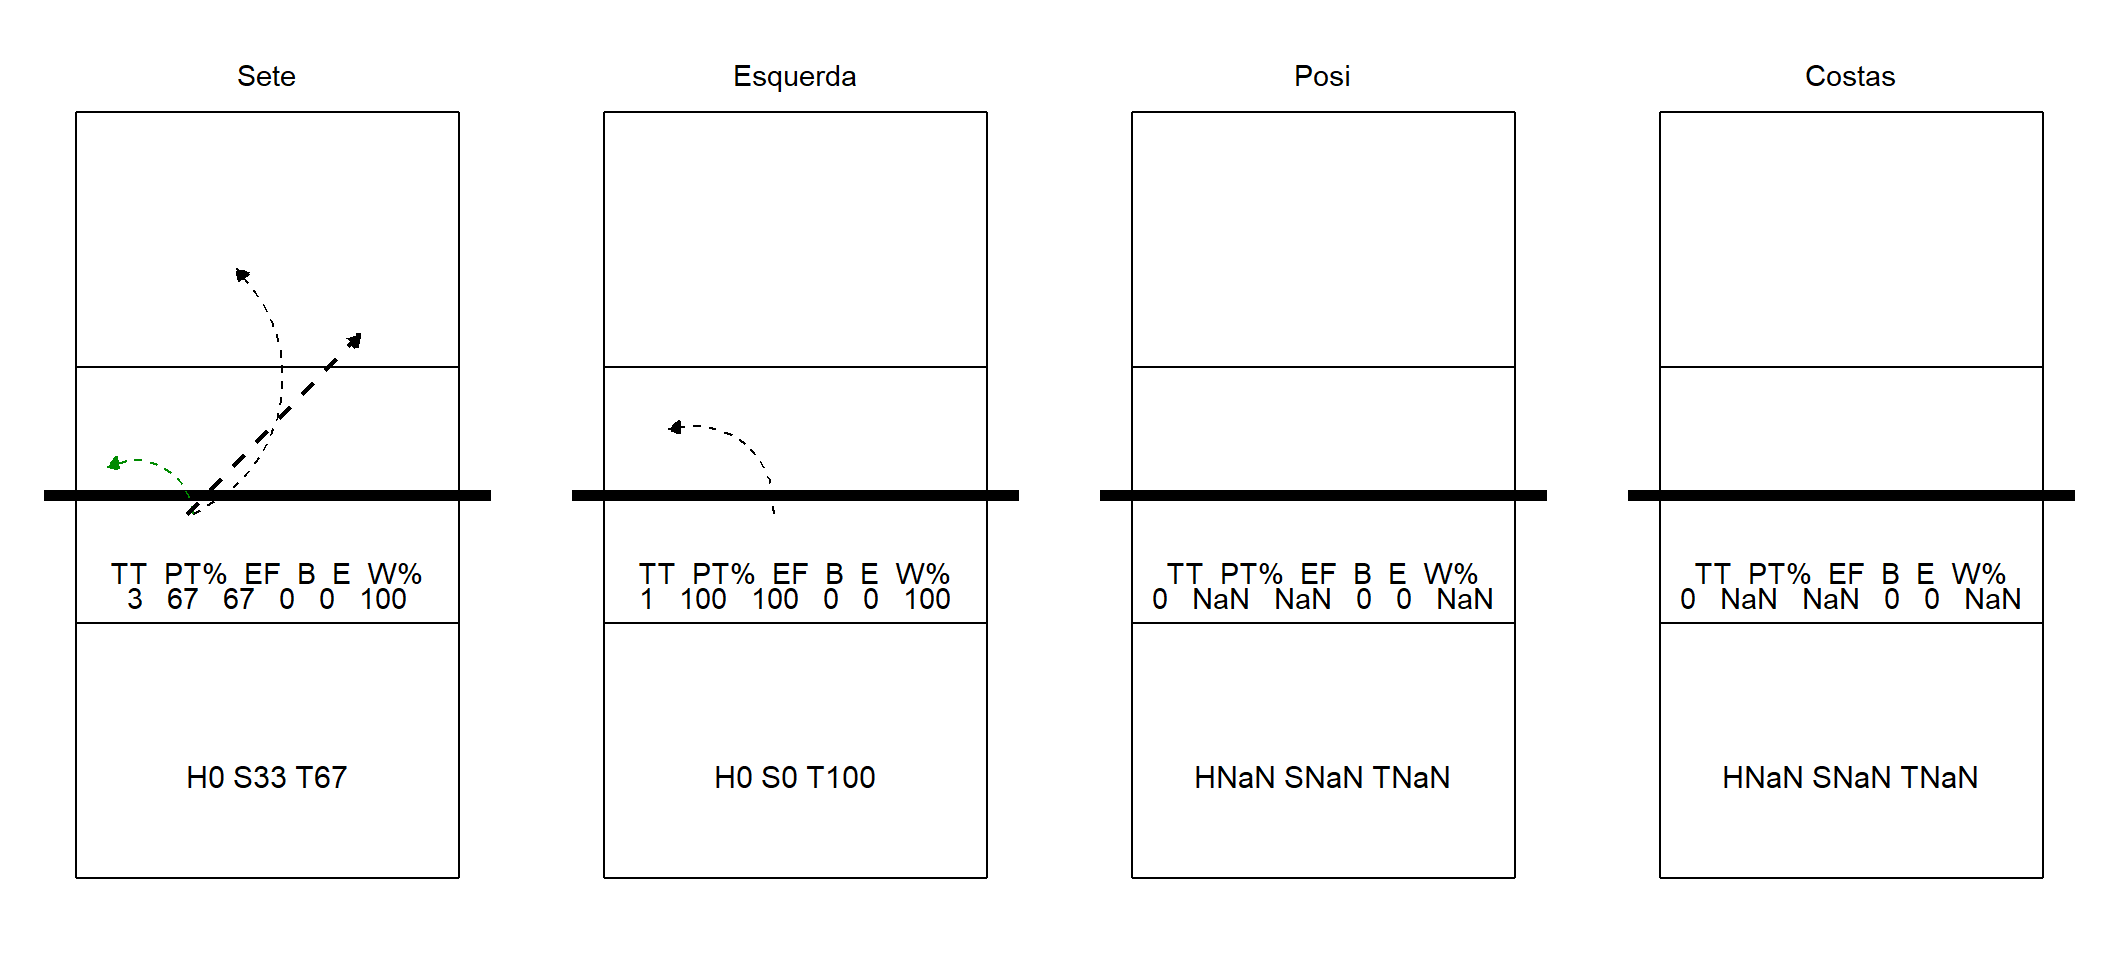 Sete
TT PT% EF B E W%
3 67 67 0 0 100
H0 S33 T67
Esquerda
TT PT% EF B E W%
1 100 100 0 0 100
H0 S0 T100
Posi
TT PT% EF B E W%
0 NaN NaN 0 0 NaN
HNaN SNaN TNaN
Costas
TT PT% EF B E W%
0 NaN NaN 0 0 NaN
HNaN SNaN TNaN